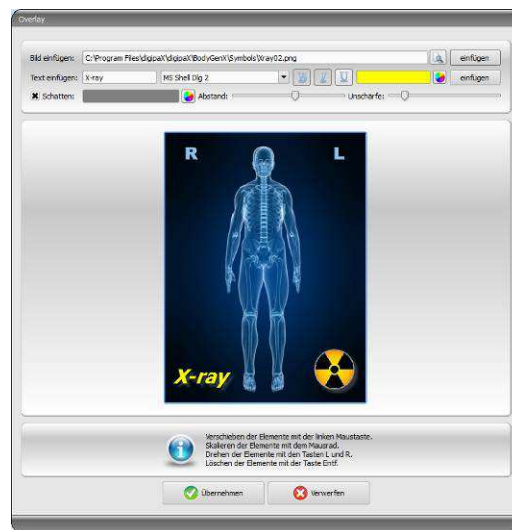 Overlay
Bild einfügen: C:\Program Files\digipaX\digipaX\BodyGenX\Symbols\Xray02.png einfügen
Text einfügen: X-ray MS Shell Dlg 2 U einfügen
Schatten: Abstand: Unschärfe:
R L
X-ray
Verschieben der Elemente mit der linken Maustaste.
Skalieren der Elemente mit dem Mausrad.
Drehen der Elemente mit den Tasten L und R.
Löschen der Elemente mit der Taste Entf.
Übernehmen Verwerfen